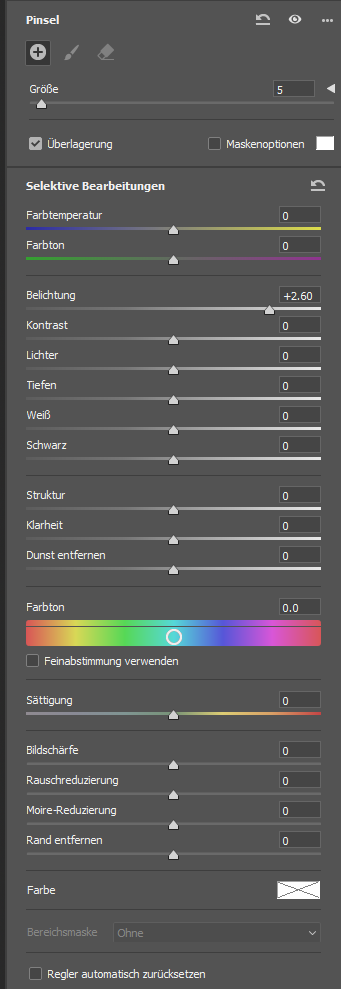 Pinsel
Größe 5
Überlagerung Maskenoptionen
Selektive Bearbeitungen
Farbtemperatur 0
Farbton 0
Belichtung +2.60
Kontrast 0
Lichter 0
Tiefen 0
Weiß 0
Schwarz 0
Struktur 0
Klarheit 0
Dunst entfernen 0
Farbton 0.0
Feinabstimmung verwenden
Sättigung 0
Bildschärfe 0
Rauschreduzierung 0
Moire-Reduzierung 0
Rand entfernen 0
Farbe
Bereichsmaske Ohne
Regler automatisch zurücksetzen